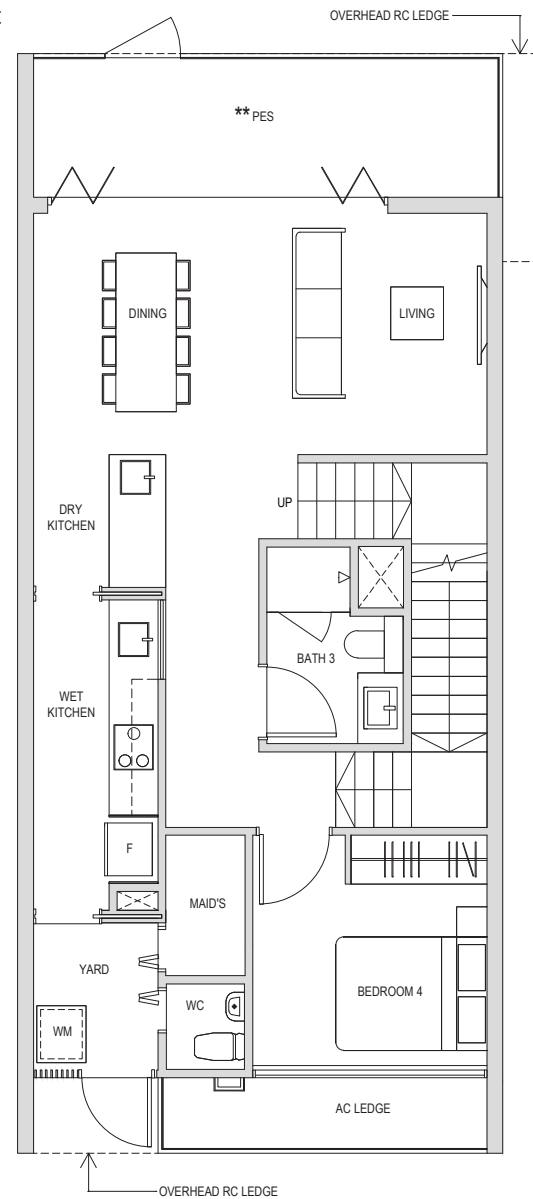 OVERHEAD RC LEDGE
** PES
DINING
LIVING
UP
DRY
KITCHEN
BATH 3
WET
KITCHEN
F
MAID'S
YARD
WC
BEDROOM 4
WM
AC LEDGE
OVERHEAD RC LEDGE